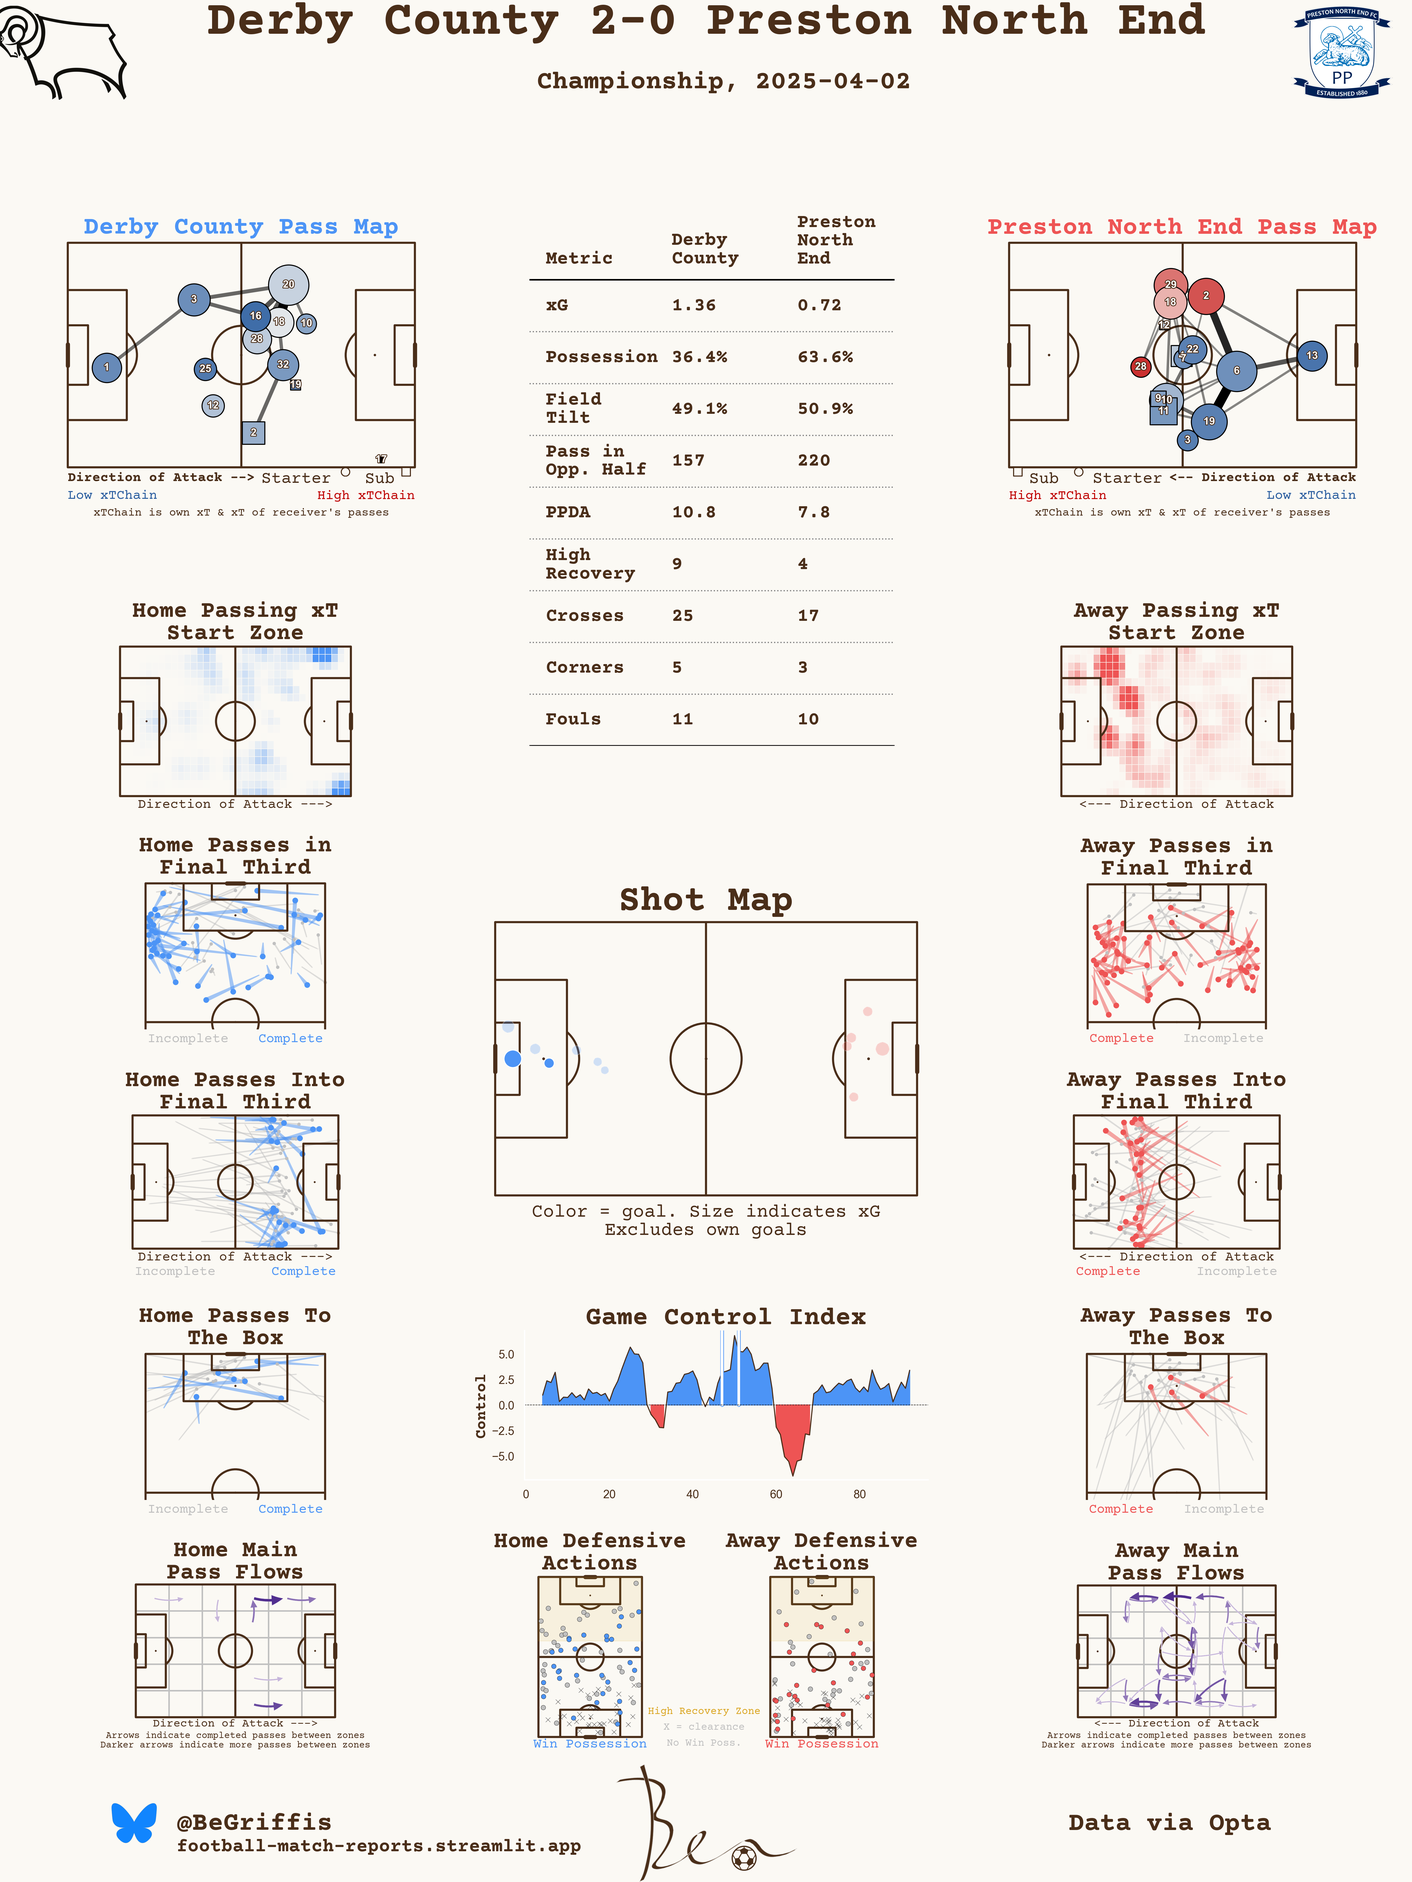 Derby County 2-0 Preston North End
Championship, 2025-04-02
PRESTON NORTH END FC
PP
ESTABLISHED 1880
Derby County Pass Map
3
20
16
18
10
28
1
25
32
19
12
2
17
Direction of Attack --> Starter Sub
Low xTChain High xTChain
xTChain is own xT & xT of receiver's passes
Metric Derby County Preston North End
xG 1.36 0.72
Possession 36.4% 63.6%
Field Tilt 49.1% 50.9%
Pass in Opp. Half 157 220
PPDA 10.8 7.8
High Recovery 9 4
Crosses 25 17
Corners 5 3
Fouls 11 10
Preston North End Pass Map
29
18
2
12
22
7
13
28
6
9
10
11
19
3
Sub Starter <-- Direction of Attack
High xTChain Low xTChain
xTChain is own xT & xT of receiver's passes
Home Passing xT
Start Zone
Direction of Attack --->
Away Passing xT
Start Zone
<--- Direction of Attack
Home Passes in
Final Third
Incomplete Complete
Away Passes in
Final Third
Complete Incomplete
Shot Map
Color = goal. Size indicates xG
Excludes own goals
Home Passes Into
Final Third
Direction of Attack --->
Incomplete Complete
Away Passes Into
Final Third
<--- Direction of Attack
Complete Incomplete
Home Passes To
The Box
Incomplete Complete
Game Control Index
Control
5.0
2.5
0.0
−2.5
−5.0
0 20 40 60 80
Away Passes To
The Box
Complete Incomplete
Home Main
Pass Flows
Direction of Attack --->
Arrows indicate completed passes between zones
Darker arrows indicate more passes between zones
Home Defensive
Actions
Win Possession
High Recovery Zone
X = clearance
No Win Poss.
Away Defensive
Actions
Win Possession
Away Main
Pass Flows
<--- Direction of Attack
Arrows indicate completed passes between zones
Darker arrows indicate more passes between zones
@BeGriffis
football-match-reports.streamlit.app
Ben
Data via Opta